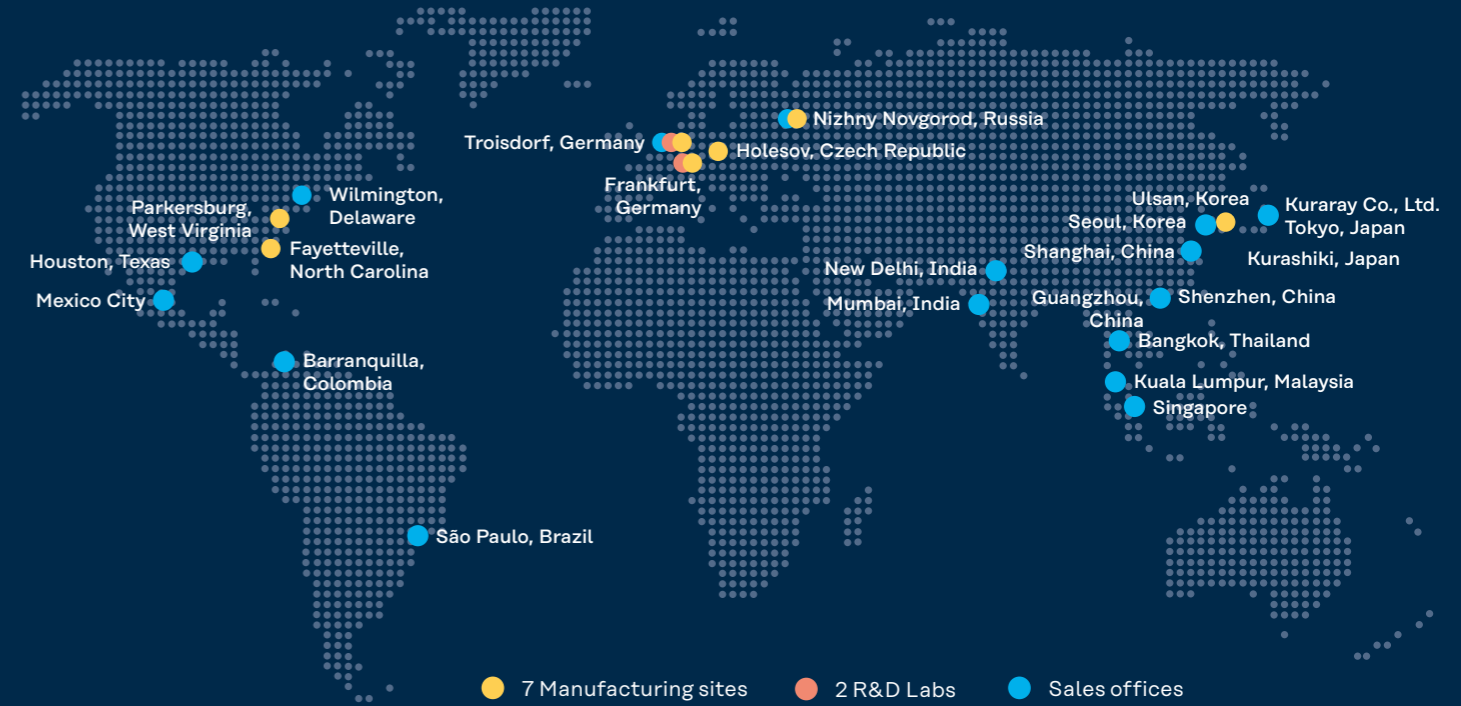 Nizhny Novgorod, Russia
Troisdorf, Germany
Holesov, Czech Republic
Frankfurt,
Germany
Wilmington,
Delaware
Parkersburg,
West Virginia
Fayetteville,
North Carolina
Houston, Texas
Mexico City
Barranquilla,
Colombia
São Paulo, Brazil
Ulsan, Korea
Seoul, Korea
Kuraray Co., Ltd.
Tokyo, Japan
Shanghai, China
Kurashiki, Japan
New Delhi, India
Mumbai, India
Guangzhou,
China
Shenzhen, China
Bangkok, Thailand
Kuala Lumpur, Malaysia
Singapore
7 Manufacturing sites
2 R&D Labs
Sales offices